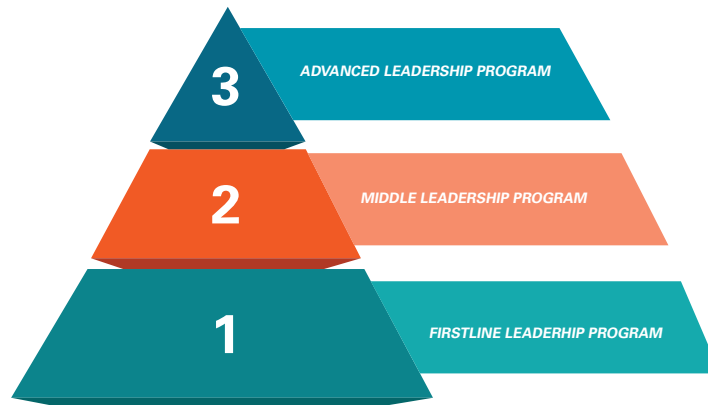 3
ADVANCED LEADERSHIP PROGRAM
2
MIDDLE LEADERSHIP PROGRAM
1
FIRSTLINE LEADERHIP PROGRAM